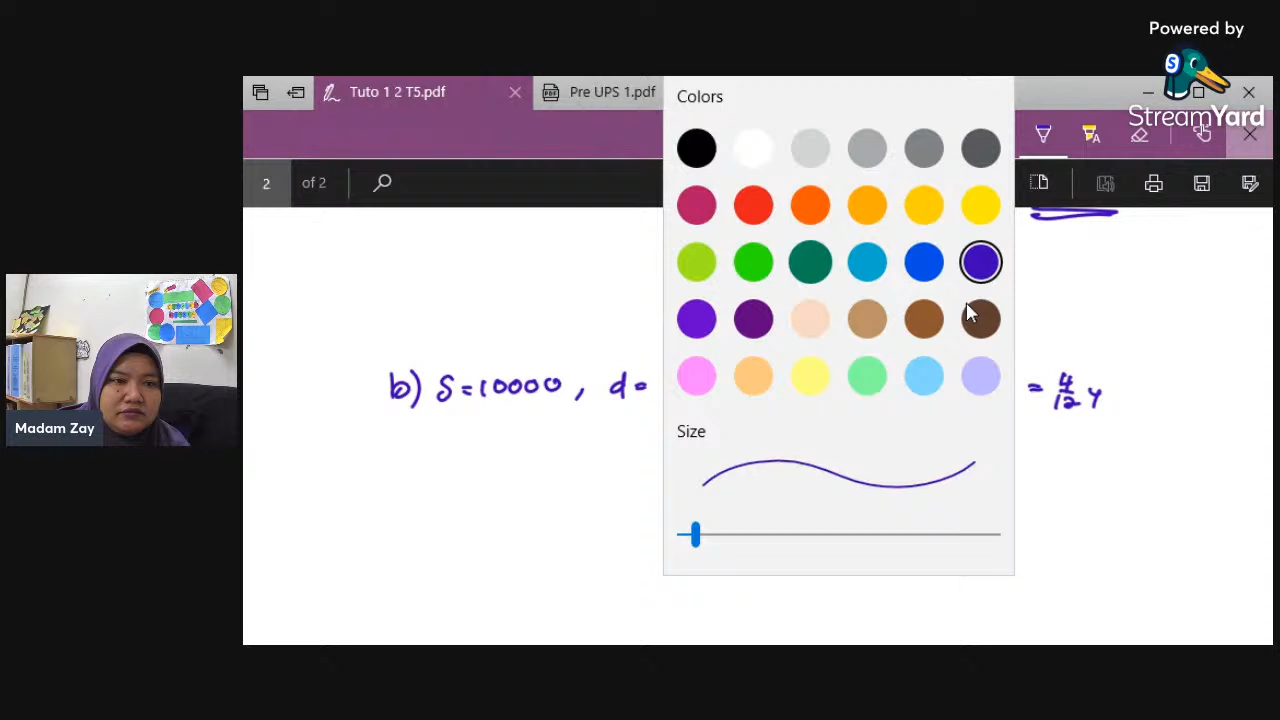 Powered by
StreamYard
Tuto 1 2 T5.pdf
PDF
Pre UPS 1.pdf
Colors
2 of 2
b) S=10000, d=
= 4/12 y
Size
Madam Zay